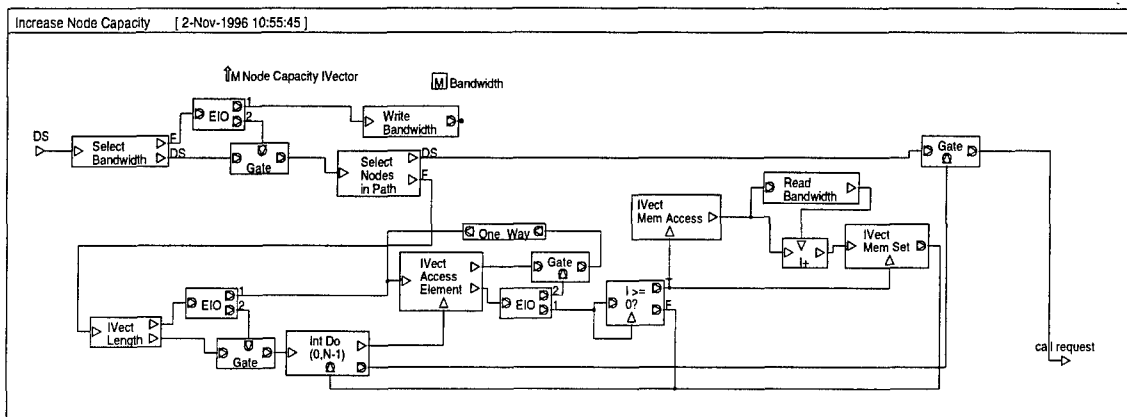 Increase Node Capacity [ 2-Nov-1996 10:55:45 ]
M Node Capacity IVector
M Bandwidth
DS
Select
Bandwidth
F
DS
EIO
1
2
Gate
Write
Bandwidth
Select
Nodes
in Path
DS
F
Gate
IVect
Mem Access
Read
Bandwidth
I+
IVect
Mem Set
One Way
IVect
Access
Element
Gate
EIO
2
1
I >=
0?
T
F
IVect
Length
EIO
1
2
Gate
Int Do
(0,N-1)
call request